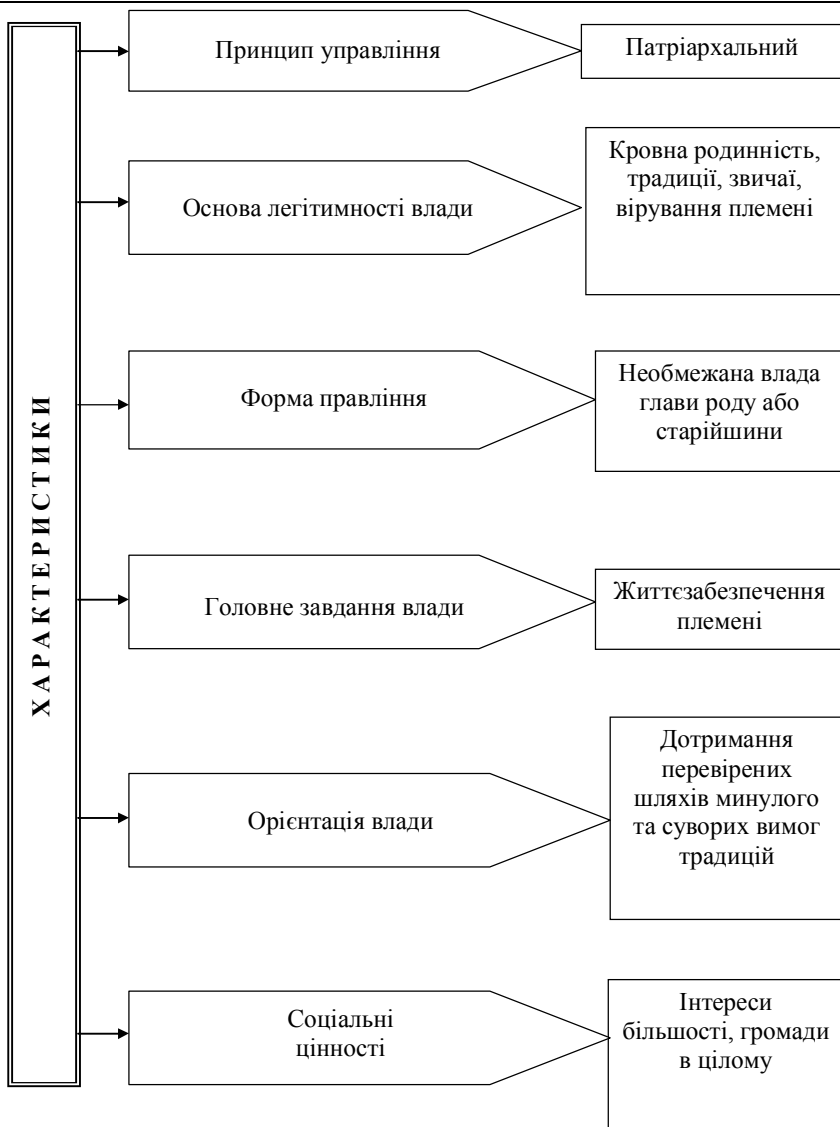 Х А Р А К Т Е Р И С Т И К И
Принцип управління
Патріархальний
Основа легітимності влади
Кровна родинність,
традиції, звичаї,
вірування племені
Форма правління
Необмежана влада
глави роду або
старійшини
Головне завдання влади
Життєзабезпечення
племені
Орієнтація влади
Дотримання
перевірених
шляхів минулого
та суворих вимог
традицій
Соціальні
цінності
Інтереси
більшості, громади
в цілому